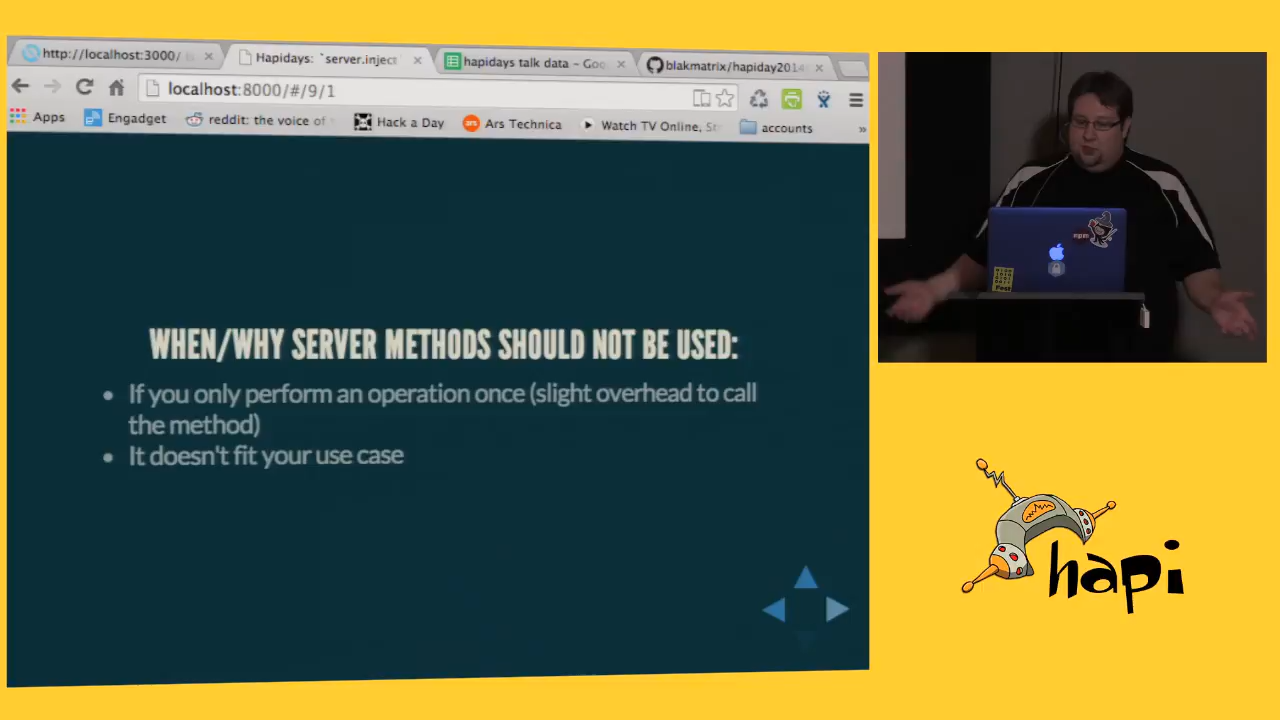 http://localhost:3000/
Hapidays: `server.inject
hapidays talk data - Goo
blakmatrix/hapiday2014
localhost:8000/#/9/1
Apps
Engadget
reddit: the voice of
Hack a Day
ars
Ars Technica
Watch TV Online, St
accounts
»
WHEN/WHY SERVER METHODS SHOULD NOT BE USED:
• If you only perform an operation once (slight overhead to call
the method)
• It doesn't fit your use case
npm
hapi